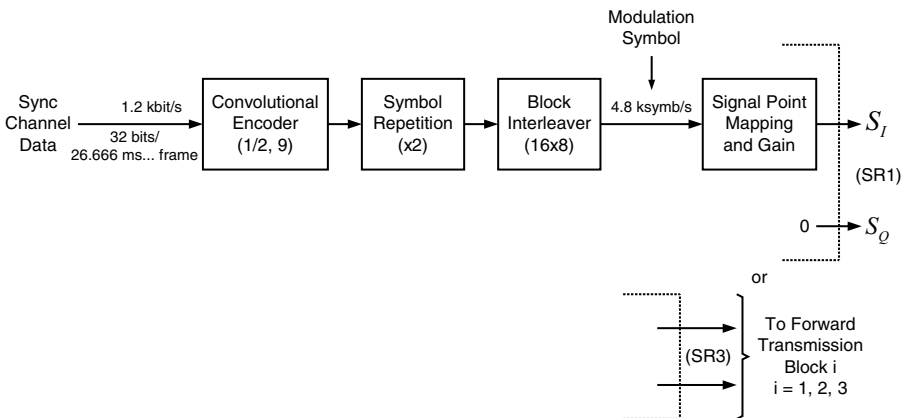 Modulation
Symbol
Sync
Channel
Data
1.2 kbit/s
32 bits/
26.666 ms... frame
Convolutional
Encoder
(1/2, 9)
Symbol
Repetition
(x2)
Block
Interleaver
(16x8)
4.8 ksymb/s
Signal Point
Mapping
and Gain
S_I
(SR1)
0
S_Q
or
(SR3)
To Forward
Transmission
Block i
i = 1, 2, 3